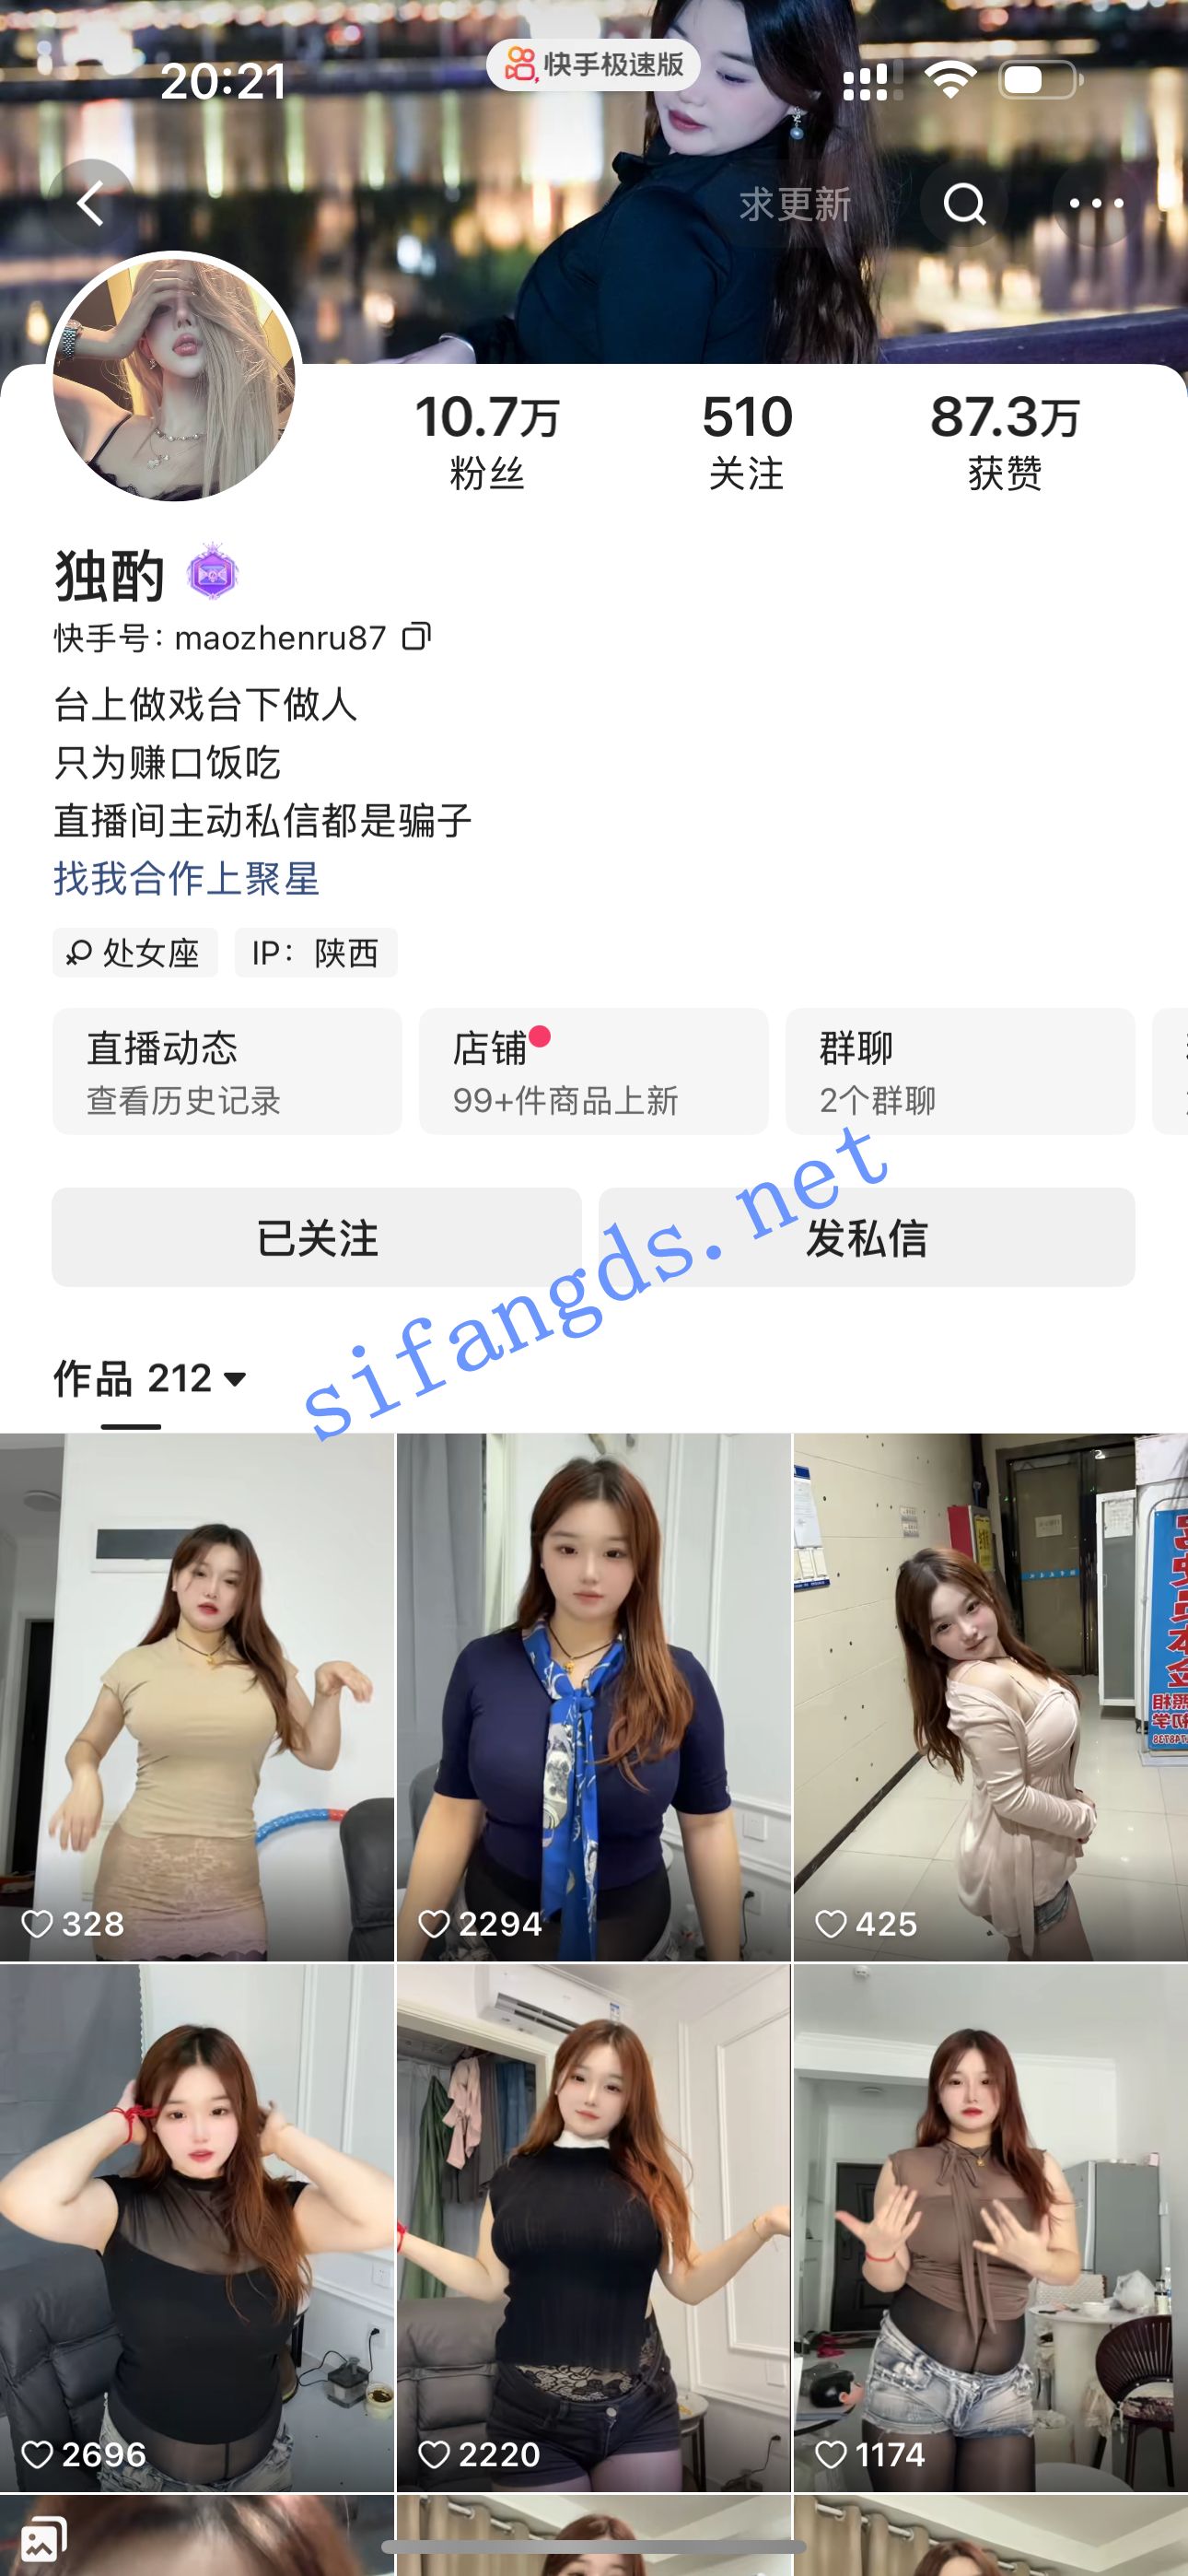 20:21
快手极速版
求更新
10.7万
510
87.3万
粉丝
关注
获赞
独酌
快手号: maozhenru87
台上做戏台下做人
只为赚口饭吃
直播间主动私信都是骗子
找我合作上聚星
处女座
IP： 陕西
直播动态
查看历史记录
店铺
99+件商品上新
群聊
2个群聊
已关注
发私信
sifangds.net
作品 212
328
2294
425
2696
2220
1174